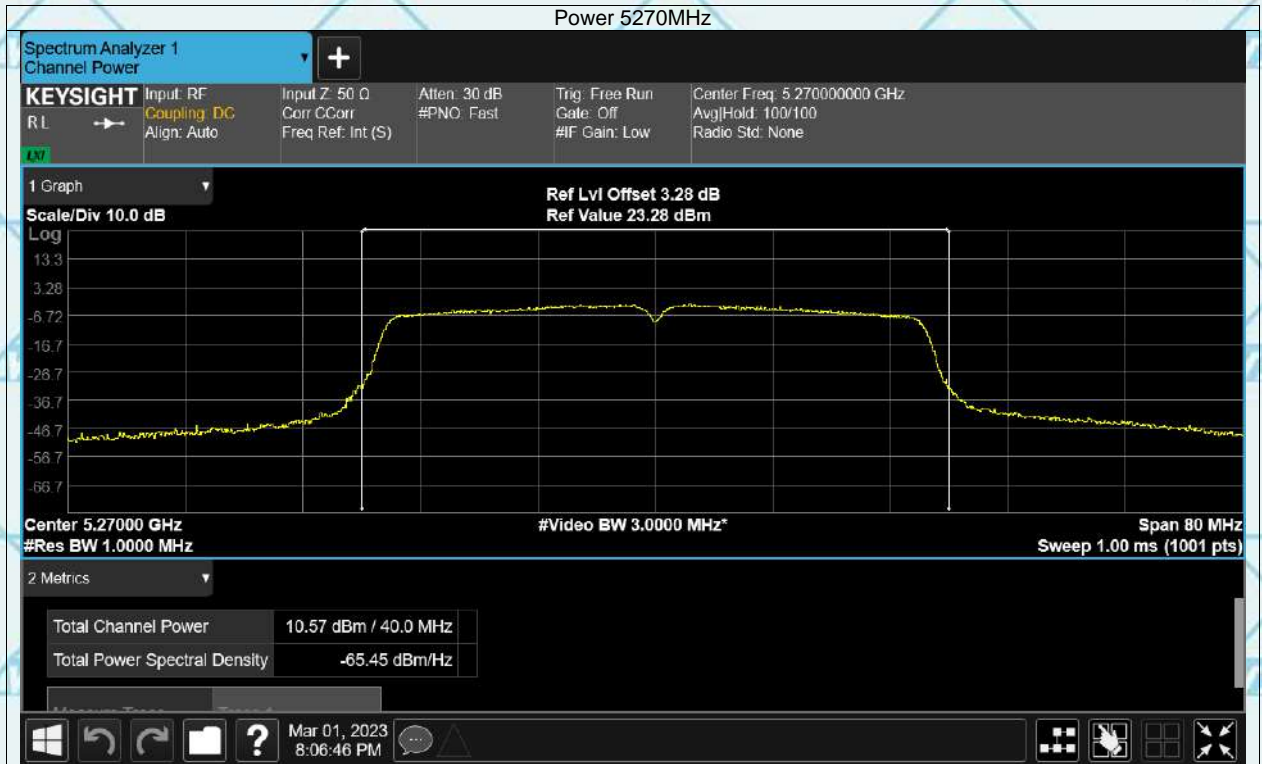 Power 5270MHz
Spectrum Analyzer 1
Channel Power
+
KEYSIGHT
RL
LXI
Input: RF
Coupling: DC
Align: Auto
Input Z: 50 Ω
Corr CCorr
Freq Ref: Int (S)
Atten: 30 dB
#PNO: Fast
Trig: Free Run
Gate: Off
#IF Gain: Low
Center Freq: 5.270000000 GHz
Avg|Hold: 100/100
Radio Std: None
1 Graph
Scale/Div 10.0 dB
Ref Lvl Offset 3.28 dB
Ref Value 23.28 dBm
Log
13.3
3.28
-6.72
-16.7
-26.7
-36.7
-46.7
-56.7
-66.7
Center 5.27000 GHz
#Video BW 3.0000 MHz*
Span 80 MHz
#Res BW 1.0000 MHz
Sweep 1.00 ms (1001 pts)
2 Metrics
Total Channel Power 10.57 dBm / 40.0 MHz
Total Power Spectral Density -65.45 dBm/Hz
?
Mar 01, 2023
8:06:46 PM